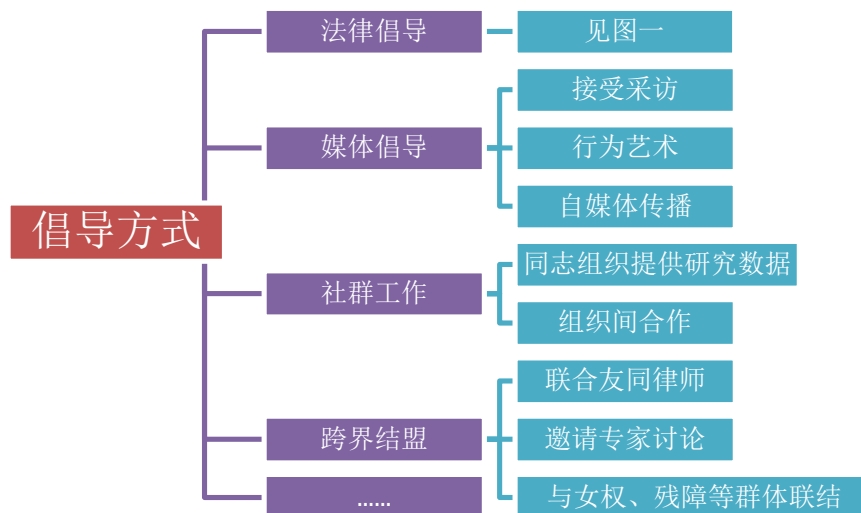 倡导方式
法律倡导
见图一
媒体倡导
接受采访
行为艺术
自媒体传播
社群工作
同志组织提供研究数据
组织间合作
跨界结盟
联合友同律师
邀请专家讨论
与女权、残障等群体联结
......